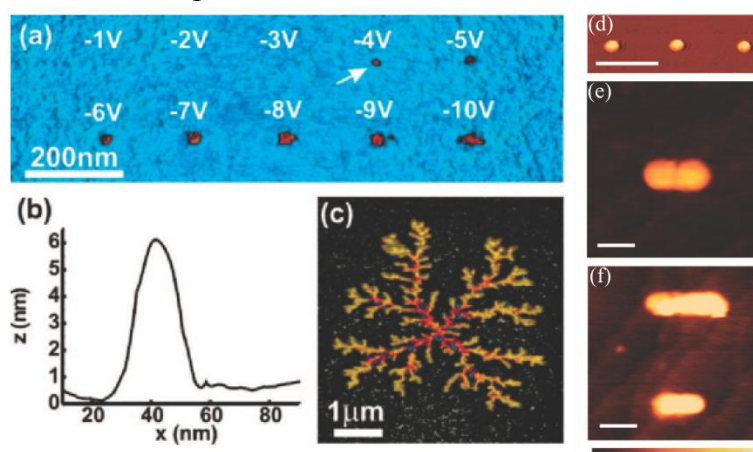 (a) -1V -2V -3V -4V -5V
-6V -7V -8V -9V -10V
200nm
(b)
6
5
4
3
2
1
0
z (nm)
20 40 60 80
x (nm)
(c)
1μm
(d)
(e)
(f)